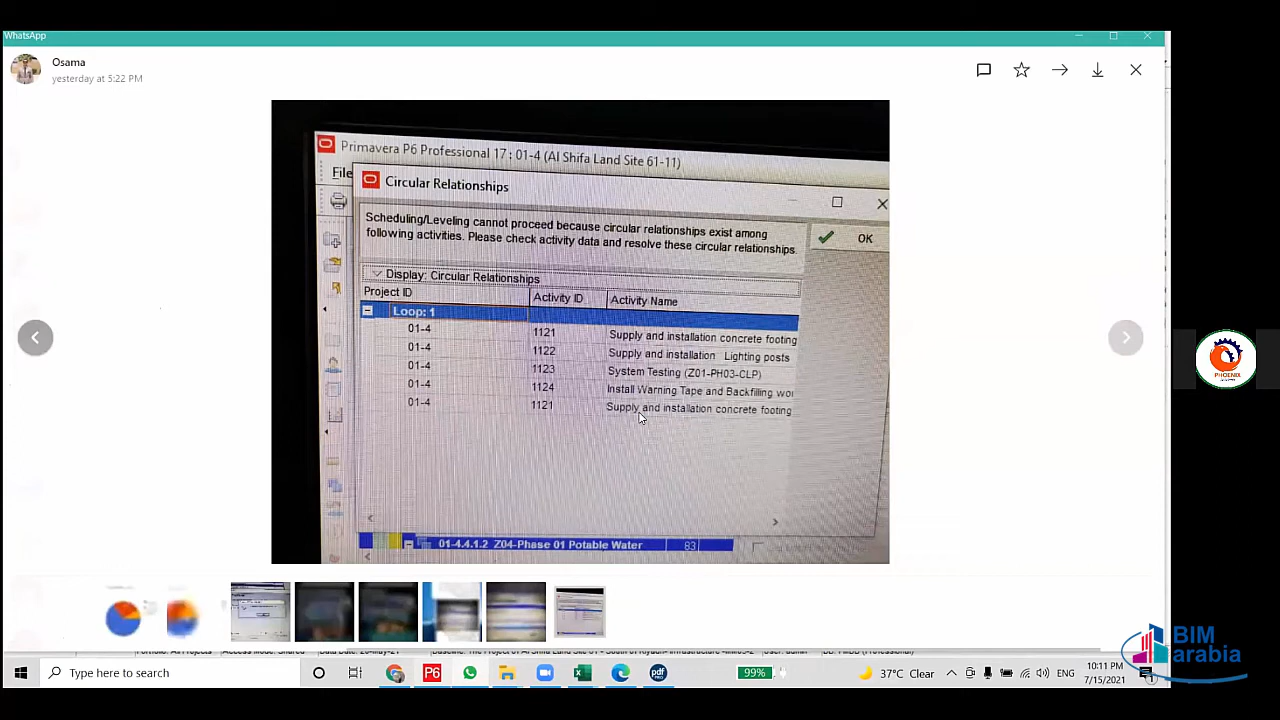 WhatsApp
Osama
yesterday at 5:22 PM
Primavera P6 Professional 17 : 01-4 (Al Shifa Land Site 61-11)
File
Circular Relationships
Scheduling/Leveling cannot proceed because circular relationships exist among
following activities. Please check activity data and resolve these circular relationships.
OK
Display: Circular Relationships
Project ID Activity ID Activity Name
Loop: 1
01-4 1121 Supply and installation concrete footing
01-4 1122 Supply and installation Lighting posts
01-4 1123 System Testing (Z01-PH03-CLP)
01-4 1124 Install Warning Tape and Backfilling wor
01-4 1121 Supply and installation concrete footing
01-4.4.1.2 Z04-Phase 01 Potable Water 83
PHOENIX
BIM
arabia
Type here to search
P6
pdf
99%
37°C Clear
ENG
10:11 PM
7/15/2021